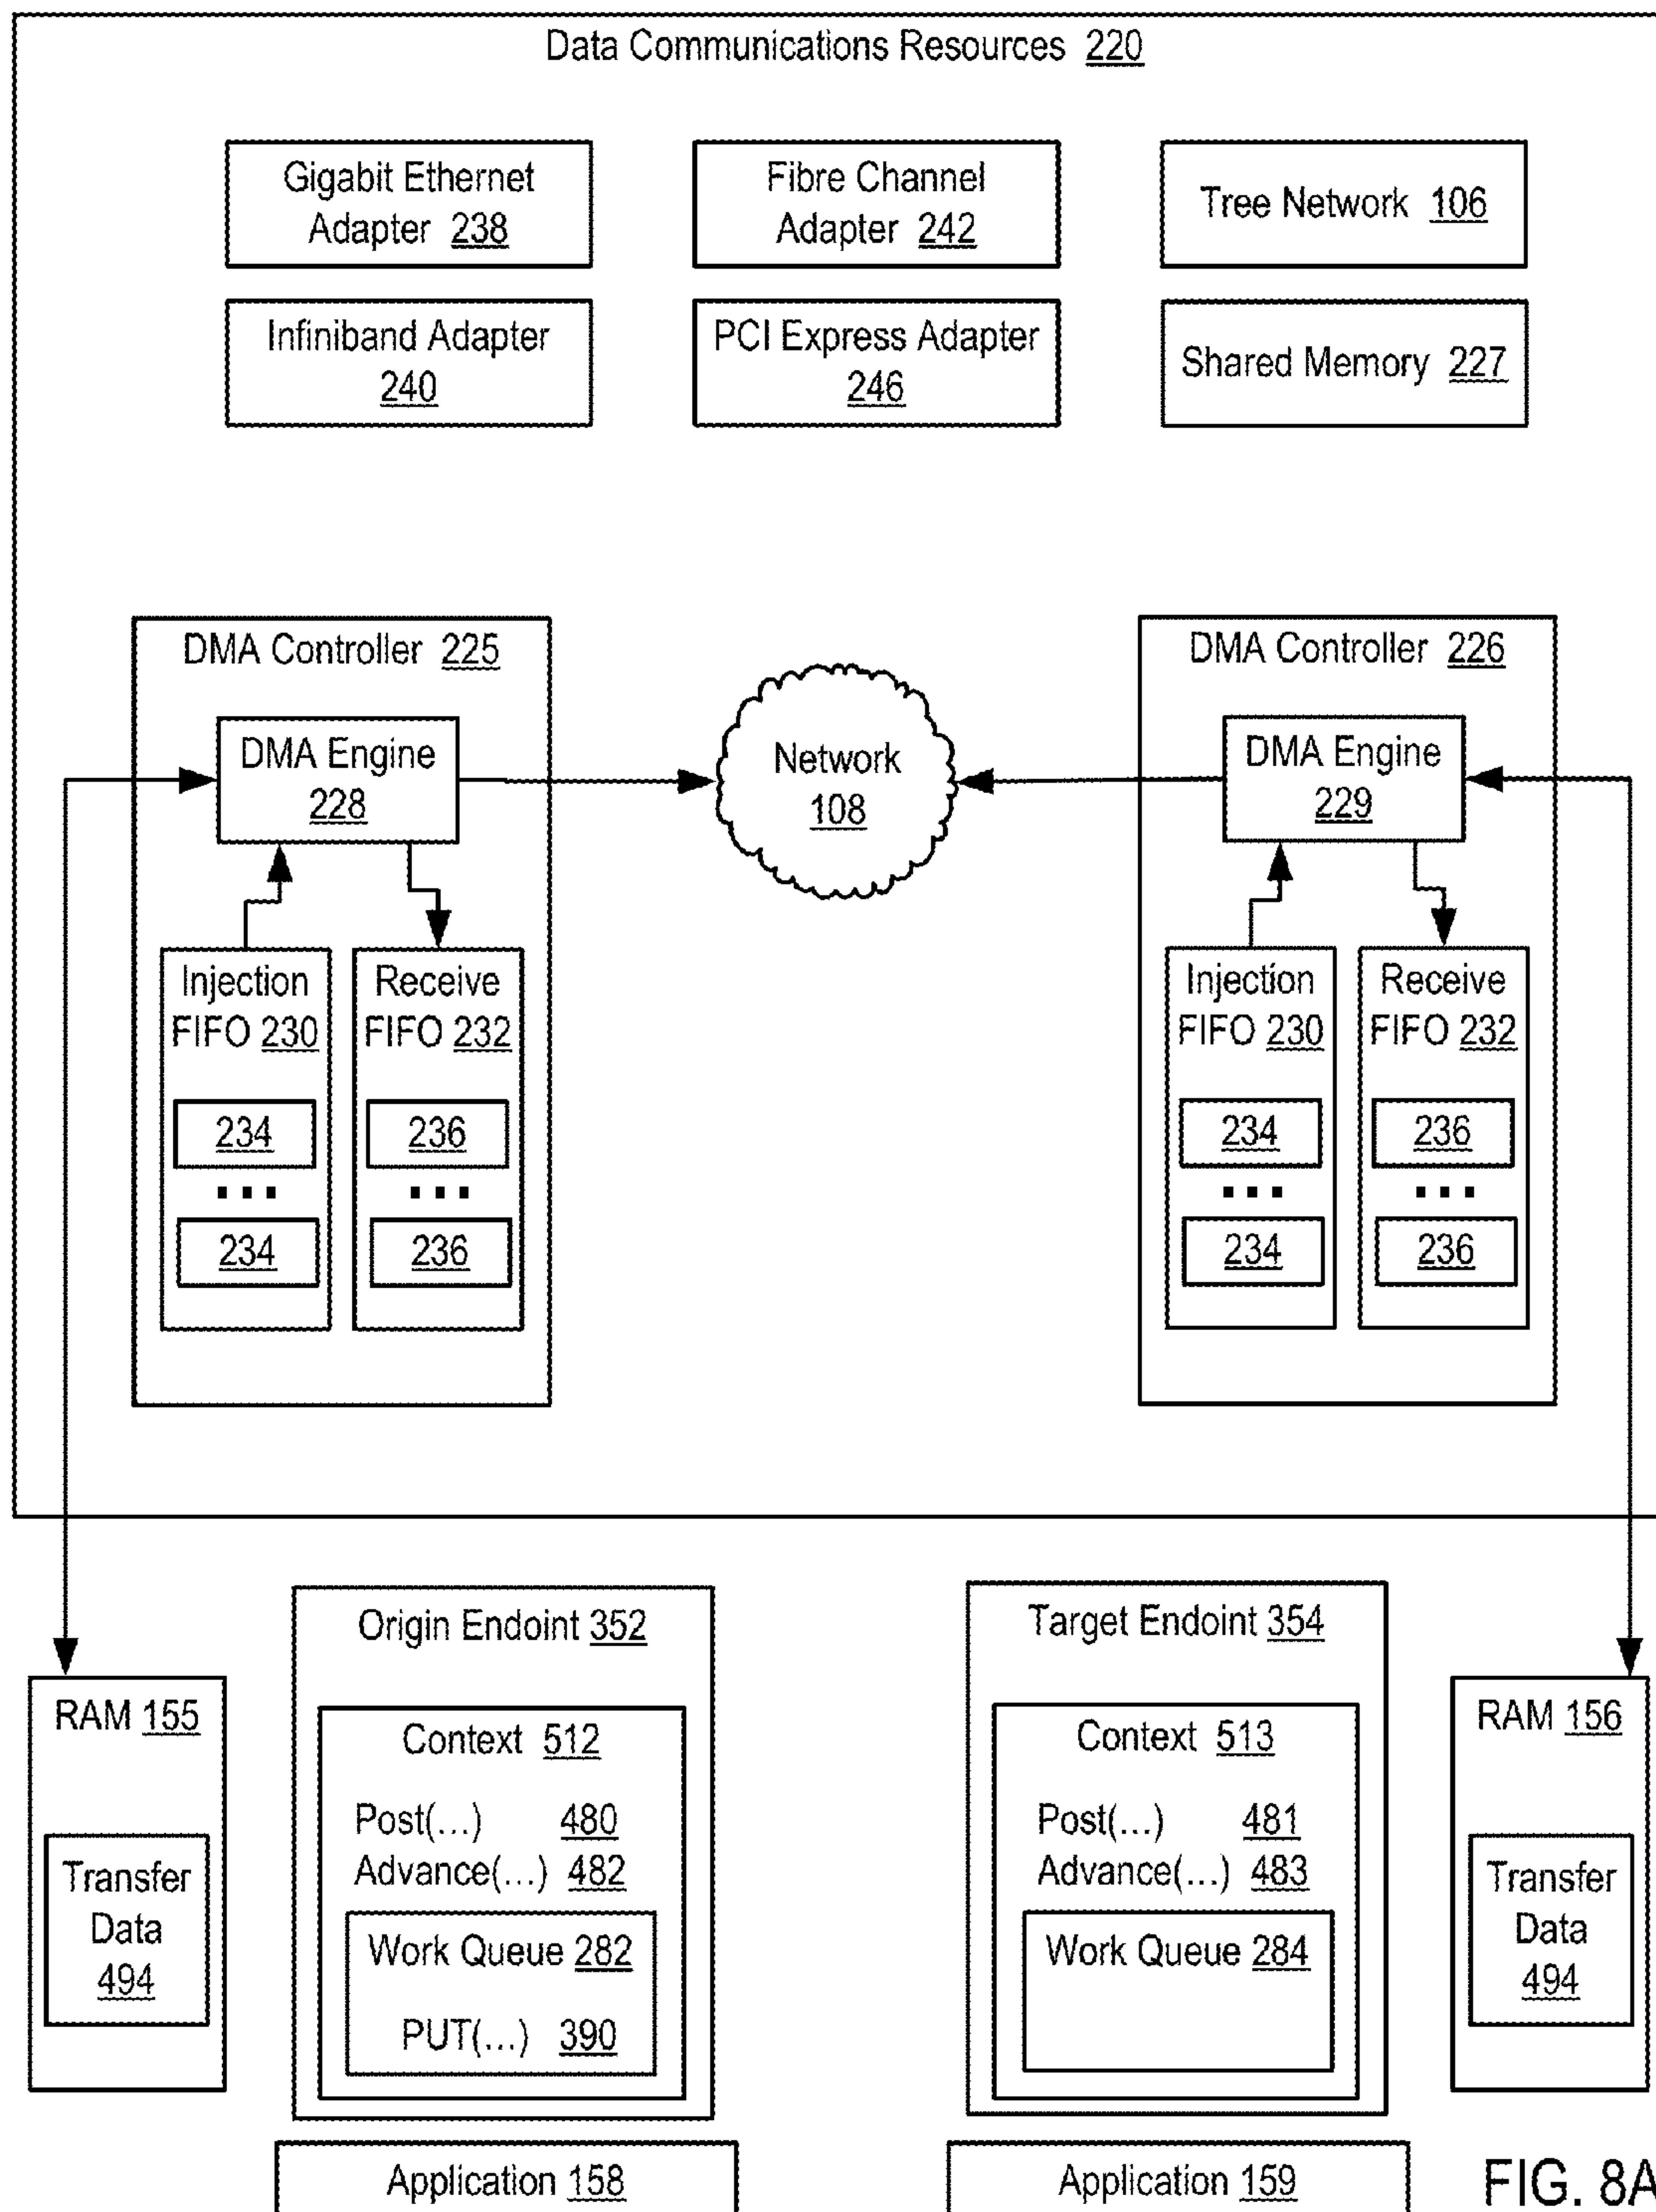 Data Communications Resources 220
Gigabit Ethernet
Adapter 238
Fibre Channel
Adapter 242
Tree Network 106
Infiniband Adapter
240
PCI Express Adapter
246
Shared Memory 227
DMA Controller 225
DMA Engine
228
Injection
FIFO 230
234
...
234
Receive
FIFO 232
236
...
236
Network
108
DMA Controller 226
DMA Engine
229
Injection
FIFO 230
234
...
234
Receive
FIFO 232
236
...
236
RAM 155
Transfer
Data
494
Origin Endoint 352
Context 512
Post(...) 480
Advance(...) 482
Work Queue 282
PUT(...) 390
Target Endoint 354
Context 513
Post(...) 481
Advance(...) 483
Work Queue 284
RAM 156
Transfer
Data
494
Application 158
Application 159
FIG. 8A